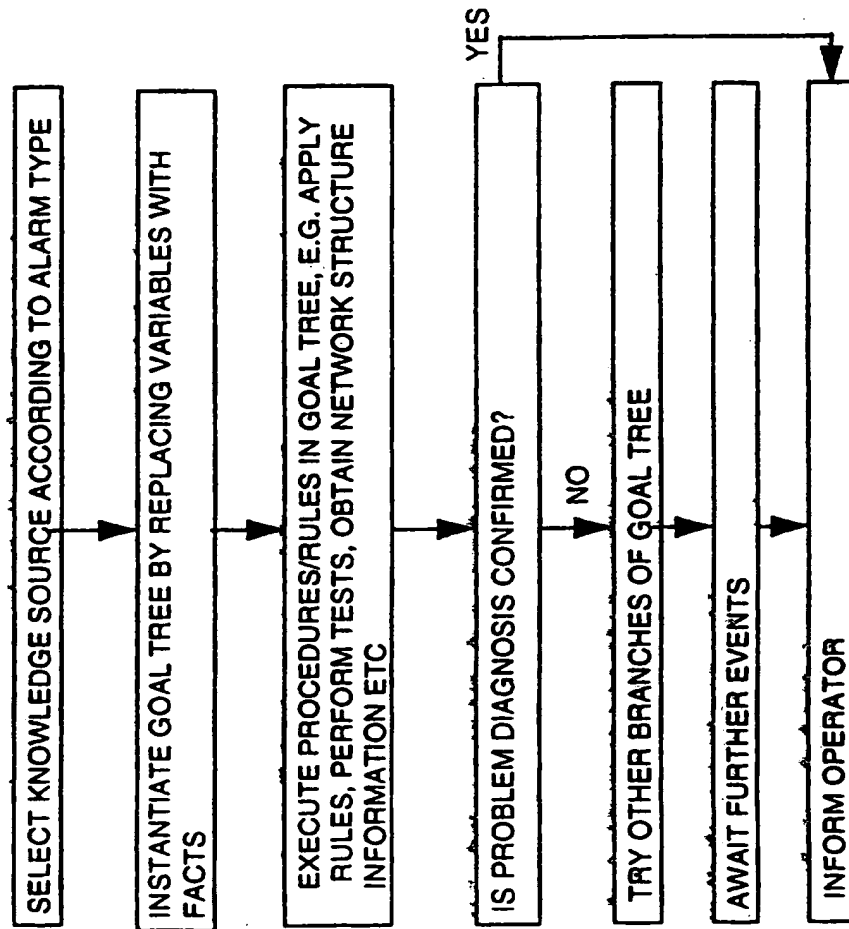 SELECT KNOWLEDGE SOURCE ACCORDING TO ALARM TYPE
INSTANTIATE GOAL TREE BY REPLACING VARIABLES WITH
FACTS
EXECUTE PROCEDURES/RULES IN GOAL TREE, E.G. APPLY
RULES, PERFORM TESTS, OBTAIN NETWORK STRUCTURE
INFORMATION ETC
IS PROBLEM DIAGNOSIS CONFIRMED?
YES
NO
TRY OTHER BRANCHES OF GOAL TREE
AWAIT FURTHER EVENTS
INFORM OPERATOR